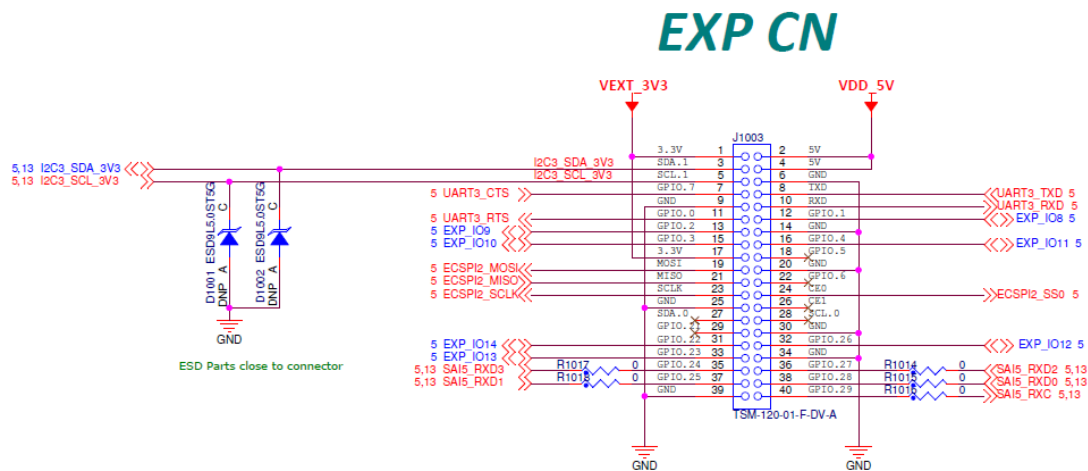 EXP CN
VEXT_3V3 VDD_5V
J1003
3.3V 1 2 5V
5,13 I2C3_SDA_3V3 I2C3_SDA_3V3 SDA.1 3 4 5V
5,13 I2C3_SCL_3V3 I2C3_SCL_3V3 SCL.1 5 6 GND
5 UART3_CTS GPIO.7 7 8 TXD UART3_TXD 5
GND 9 10 RXD UART3_RXD 5
5 UART3_RTS GPIO.0 11 12 GPIO.1 EXP_IO8 5
5 EXP_IO9 GPIO.2 13 14 GND
5 EXP_IO10 GPIO.3 15 16 GPIO.4 EXP_IO11 5
3.3V 17 18 GPIO.5
5 ECSPI2_MOSI MOSI 19 20 GND
5 ECSPI2_MISO MISO 21 22 GPIO.6
5 ECSPI2_SCLK SCLK 23 24 CE0 ECSPI2_SS0 5
GND 25 26 CE1
SDA.0 27 28 SCL.0
GPIO.21 29 30 GND
5 EXP_IO14 GPIO.22 31 32 GPIO.26 EXP_IO12 5
5 EXP_IO13 GPIO.23 33 34 GND
5,13 SAI5_RXD3 R1017 0 GPIO.24 35 36 GPIO.27 R1014 0 SAI5_RXD2 5,13
5,13 SAI5_RXD1 R1018 0 GPIO.25 37 38 GPIO.28 R1015 0 SAI5_RXD0 5,13
GND 39 40 GPIO.29 R1016 0 SAI5_RXC 5,13
TSM-120-01-F-DV-A
D1001 ESD9L5.0ST5G
DNP A C
D1002 ESD9L5.0ST5G
DNP A C
GND
ESD Parts close to connector
GND GND